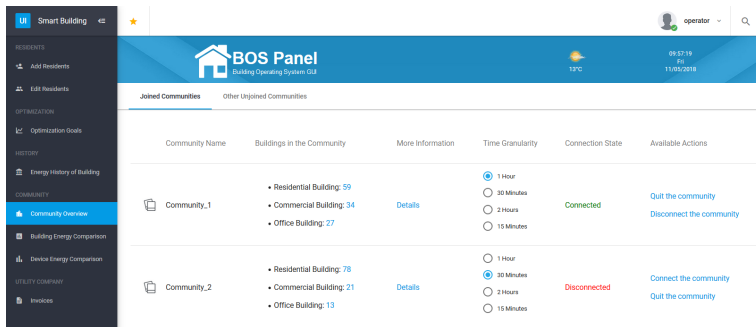 UI Smart Building
operator
RESIDENTS
Add Residents
Edit Residents
OPTIMIZATION
Optimization Goals
HISTORY
Energy History of Building
COMMUNITY
Community Overview
Building Energy Comparison
Device Energy Comparison
UTILITY COMPANY
Invoices
BOS Panel
Building Operating System GUI
13°C
09:57:19
Fri
11/05/2018
Joined Communities Other Unjoined Communities
Community Name Buildings in the Community More Information Time Granularity Connection State Available Actions
Community_1
• Residential Building: 59
• Commercial Building: 34
• Office Building: 27
Details
1 Hour
30 Minutes
2 Hours
15 Minutes
Connected
Quit the community
Disconnect the community
Community_2
• Residential Building: 78
• Commercial Building: 21
• Office Building: 13
Details
1 Hour
30 Minutes
2 Hours
15 Minutes
Disconnected
Connect the community
Quit the community